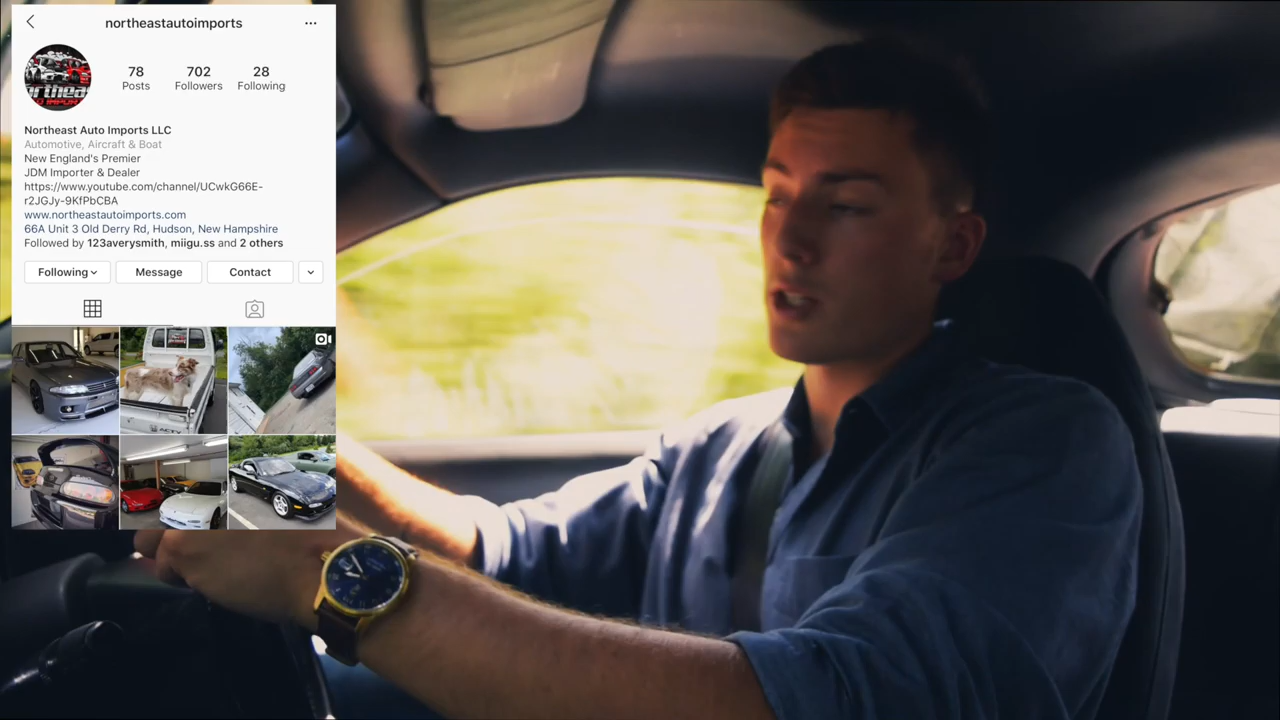 northeastautoimports
78
702
28
Posts
Followers
Following
Northeast Auto Imports LLC
Automotive, Aircraft & Boat
New England's Premier
JDM Importer & Dealer
https://www.youtube.com/channel/UCwkG66E-
r2JGJy-9KfPbCBA
www.northeastautoimports.com
66A Unit 3 Old Derry Rd, Hudson, New Hampshire
Followed by 123averysmith, miigu.ss and 2 others
Following
Message
Contact